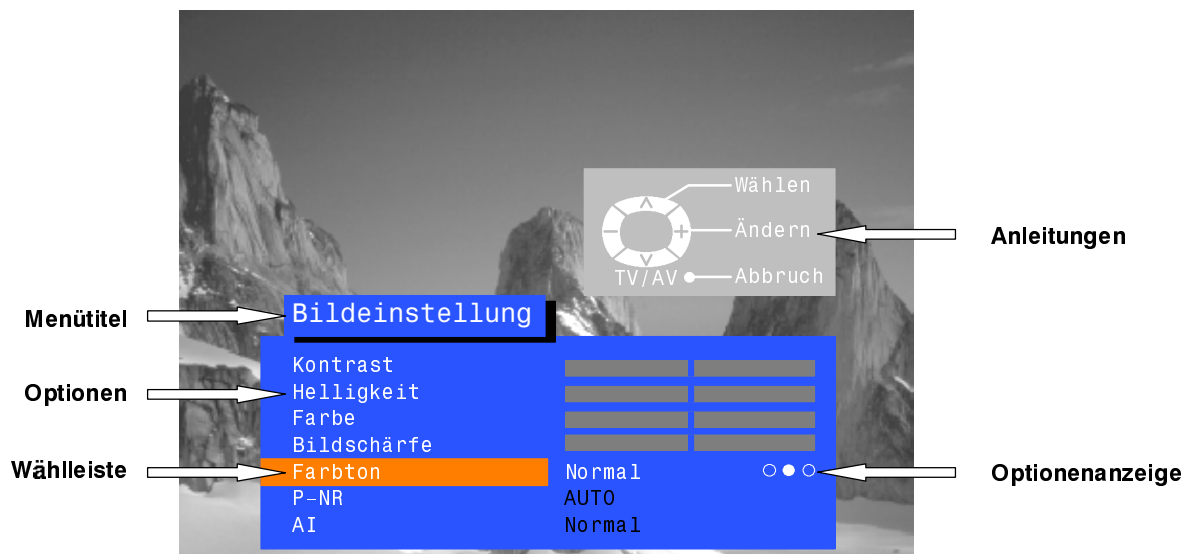 Wählen
Ändern
Anleitungen
TV/AV
Abbruch
Menütitel
Bildeinstellung
Kontrast
Optionen
Helligkeit
Farbe
Bildschärfe
Wählleiste
Farbton
Normal
Optionenanzeige
P-NR
AUTO
AI
Normal